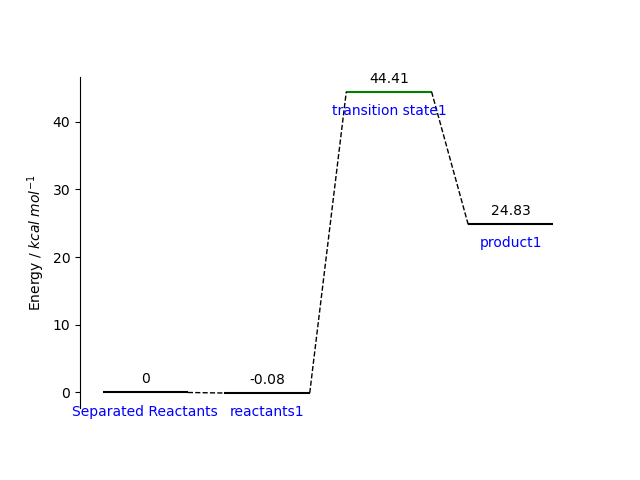 44.41
transition state1
40
Energy / kcal mol⁻¹
30
24.83
product1
20
10
0
-0.08
0
Separated Reactants
reactants1